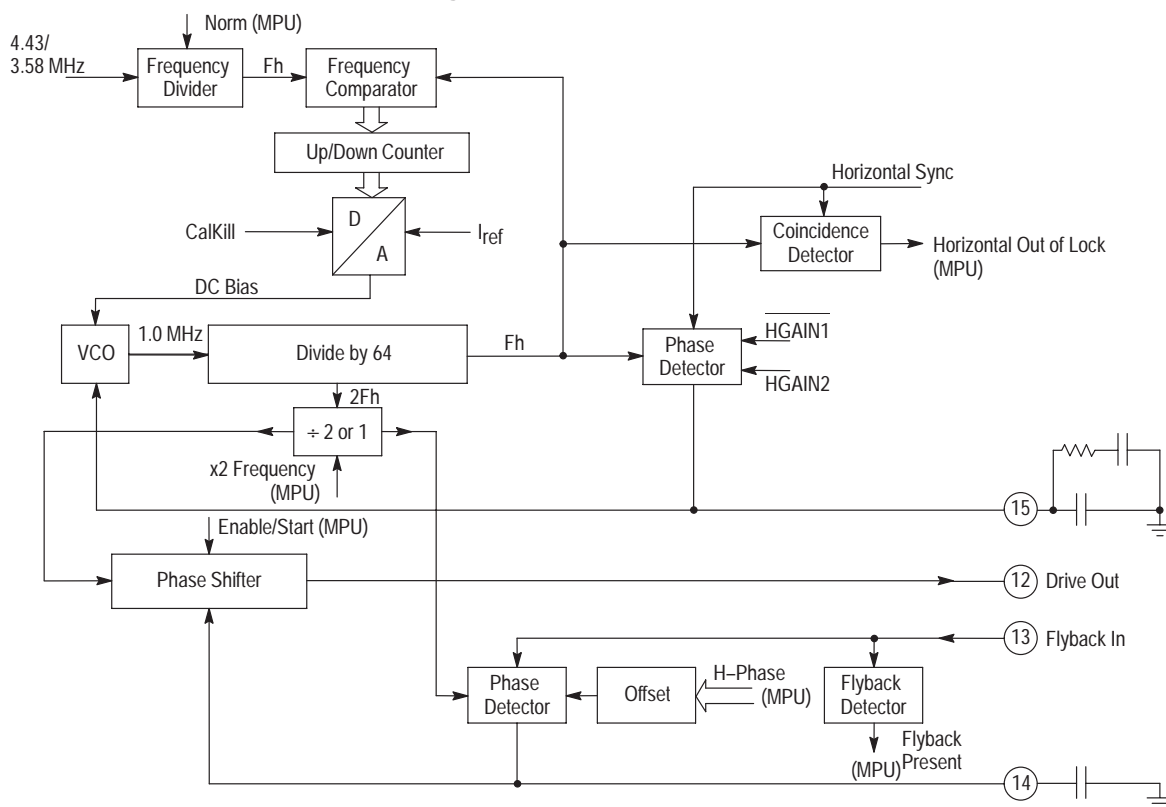 Norm (MPU)
4.43/
3.58 MHz
Frequency
Divider
Fh
Frequency
Comparator
Up/Down Counter
Horizontal Sync
D
A
CalKill
Iref
Coincidence
Detector
Horizontal Out of Lock
(MPU)
DC Bias
VCO
1.0 MHz
Divide by 64
Fh
Phase
Detector
HGAIN1
HGAIN2
2Fh
÷ 2 or 1
x2 Frequency
(MPU)
15
Enable/Start (MPU)
Phase Shifter
12 Drive Out
13 Flyback In
Phase
Detector
Offset
H–Phase
(MPU)
Flyback
Detector
Flyback
Present
(MPU)
14